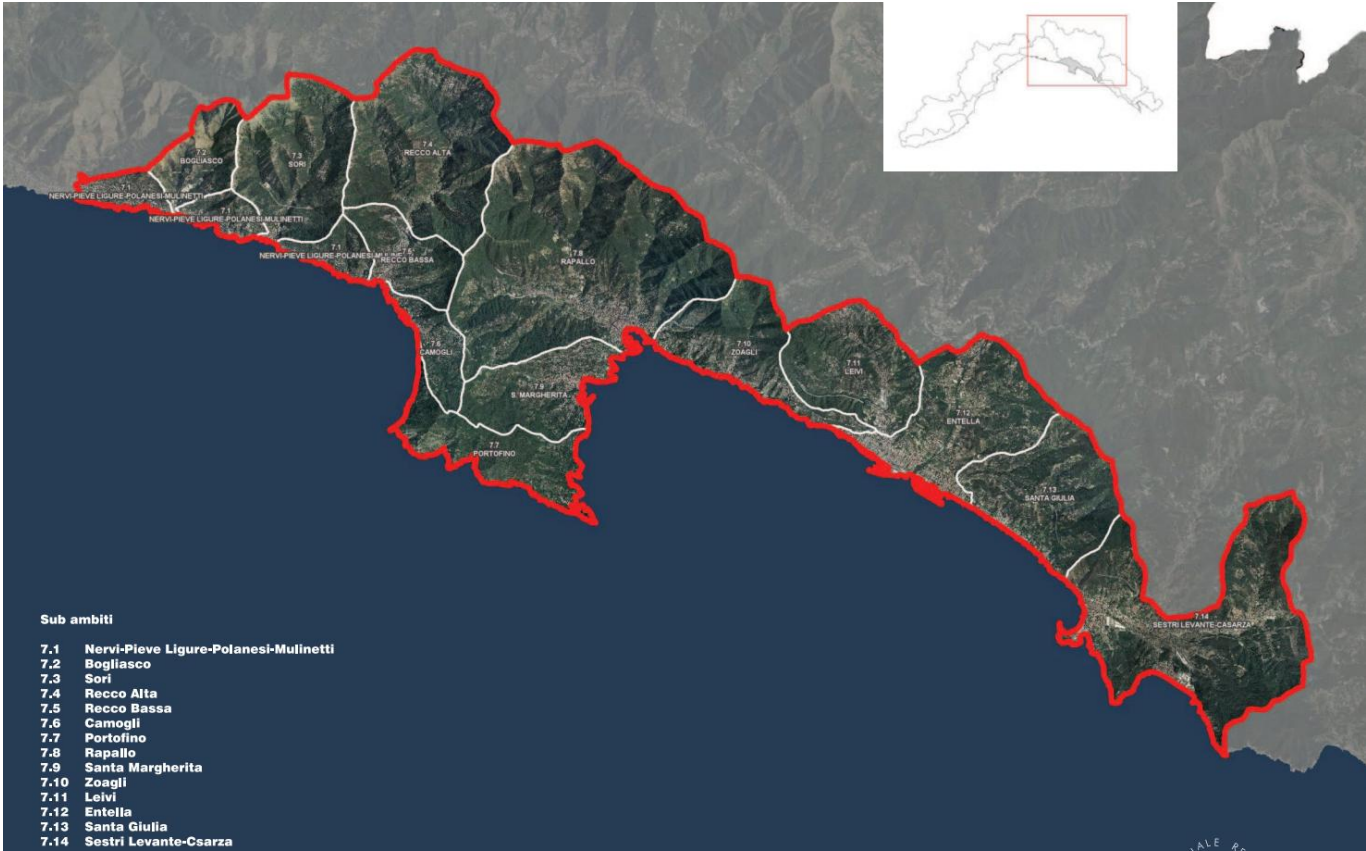 7.2
BOGLIASCO
7.3
SORI
7.4
RECCO ALTA
7.1
NERVI-PIEVE LIGURE-POLANESI-MULINETTI
7.1
NERVI-PIEVE LIGURE-POLANESI-MULINETTI
7.1
NERVI-PIEVE LIGURE-POLANESI-MULINE
RECCO BASSA
7.8
RAPALLO
7.6
CAMOGLI
7.9
S. MARGHERITA
7.7
PORTOFINO
7.10
ZOAGLI
7.11
LEIVI
7.12
ENTELLA
7.13
SANTA GIULIA
7.14
SESTRI LEVANTE-CASARZA
Sub ambiti
7.1 Nervi-Pieve Ligure-Polanesi-Mulinetti
7.2 Bogliasco
7.3 Sori
7.4 Recco Alta
7.5 Recco Bassa
7.6 Camogli
7.7 Portofino
7.8 Rapallo
7.9 Santa Margherita
7.10 Zoagli
7.11 Leivi
7.12 Entella
7.13 Santa Giulia
7.14 Sestri Levante-Csarza